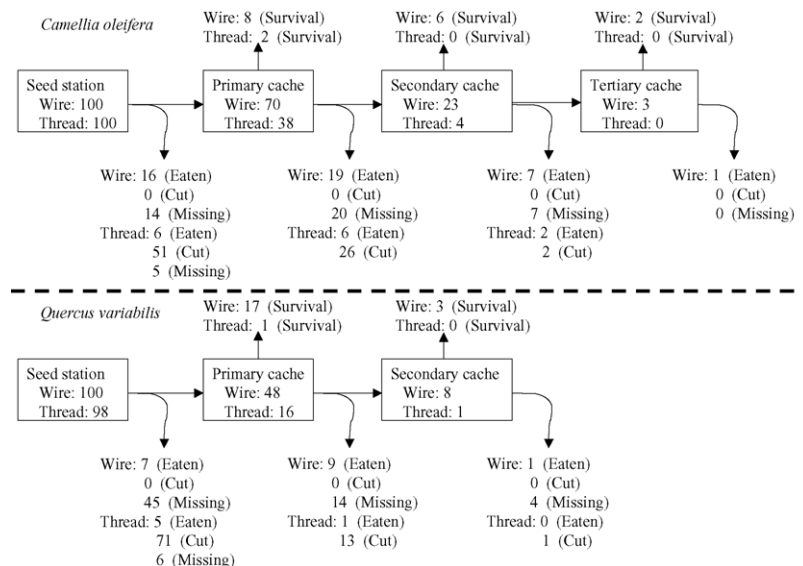 Camellia oleifera
Wire: 8 (Survival)
Thread: 2 (Survival)
Wire: 6 (Survival)
Thread: 0 (Survival)
Wire: 2 (Survival)
Thread: 0 (Survival)
Seed station
Wire: 100
Thread: 100
Primary cache
Wire: 70
Thread: 38
Secondary cache
Wire: 23
Thread: 4
Tertiary cache
Wire: 3
Thread: 0
Wire: 16 (Eaten)
0 (Cut)
14 (Missing)
Thread: 6 (Eaten)
51 (Cut)
5 (Missing)
Wire: 19 (Eaten)
0 (Cut)
20 (Missing)
Thread: 6 (Eaten)
26 (Cut)
Wire: 7 (Eaten)
0 (Cut)
7 (Missing)
Thread: 2 (Eaten)
2 (Cut)
Wire: 1 (Eaten)
0 (Cut)
0 (Missing)
Quercus variabilis
Wire: 17 (Survival)
Thread: 1 (Survival)
Wire: 3 (Survival)
Thread: 0 (Survival)
Seed station
Wire: 100
Thread: 98
Primary cache
Wire: 48
Thread: 16
Secondary cache
Wire: 8
Thread: 1
Wire: 7 (Eaten)
0 (Cut)
45 (Missing)
Thread: 5 (Eaten)
71 (Cut)
6 (Missing)
Wire: 9 (Eaten)
0 (Cut)
14 (Missing)
Thread: 1 (Eaten)
13 (Cut)
Wire: 1 (Eaten)
0 (Cut)
4 (Missing)
Thread: 0 (Eaten)
1 (Cut)